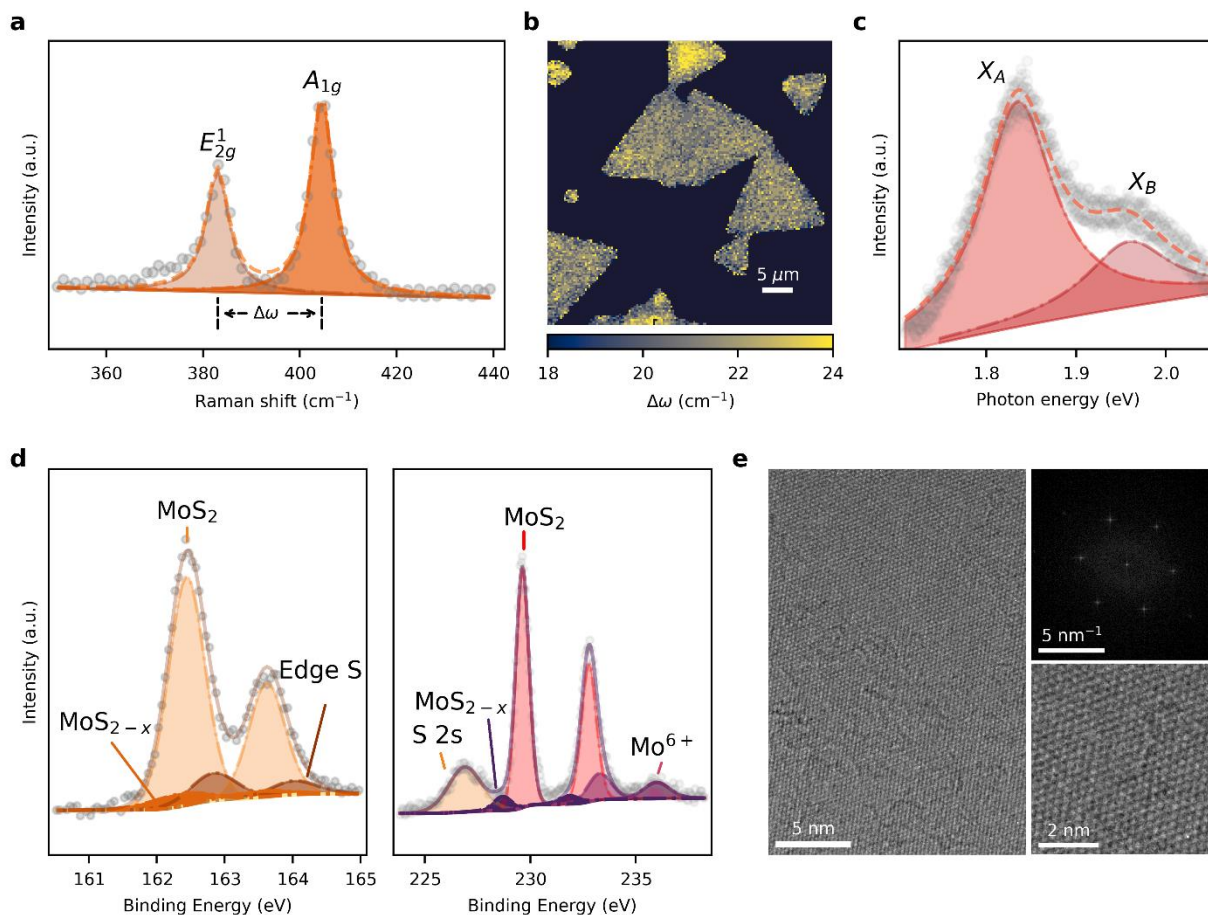 a
Intensity (a.u.)
E¹₂g
A₁g
Δω
360 380 400 420 440
Raman shift (cm⁻¹)
b
5 μm
18 20 22 24
Δω (cm⁻¹)
c
Intensity (a.u.)
X_A
X_B
1.8 1.9 2.0
Photon energy (eV)
d
Intensity (a.u.)
MoS₂
Edge S
MoS₂₋ₓ
161 162 163 164 165
Binding Energy (eV)
MoS₂
MoS₂₋ₓ
S 2s
Mo⁶⁺
225 230 235
Binding Energy (eV)
e
5 nm
5 nm⁻¹
2 nm